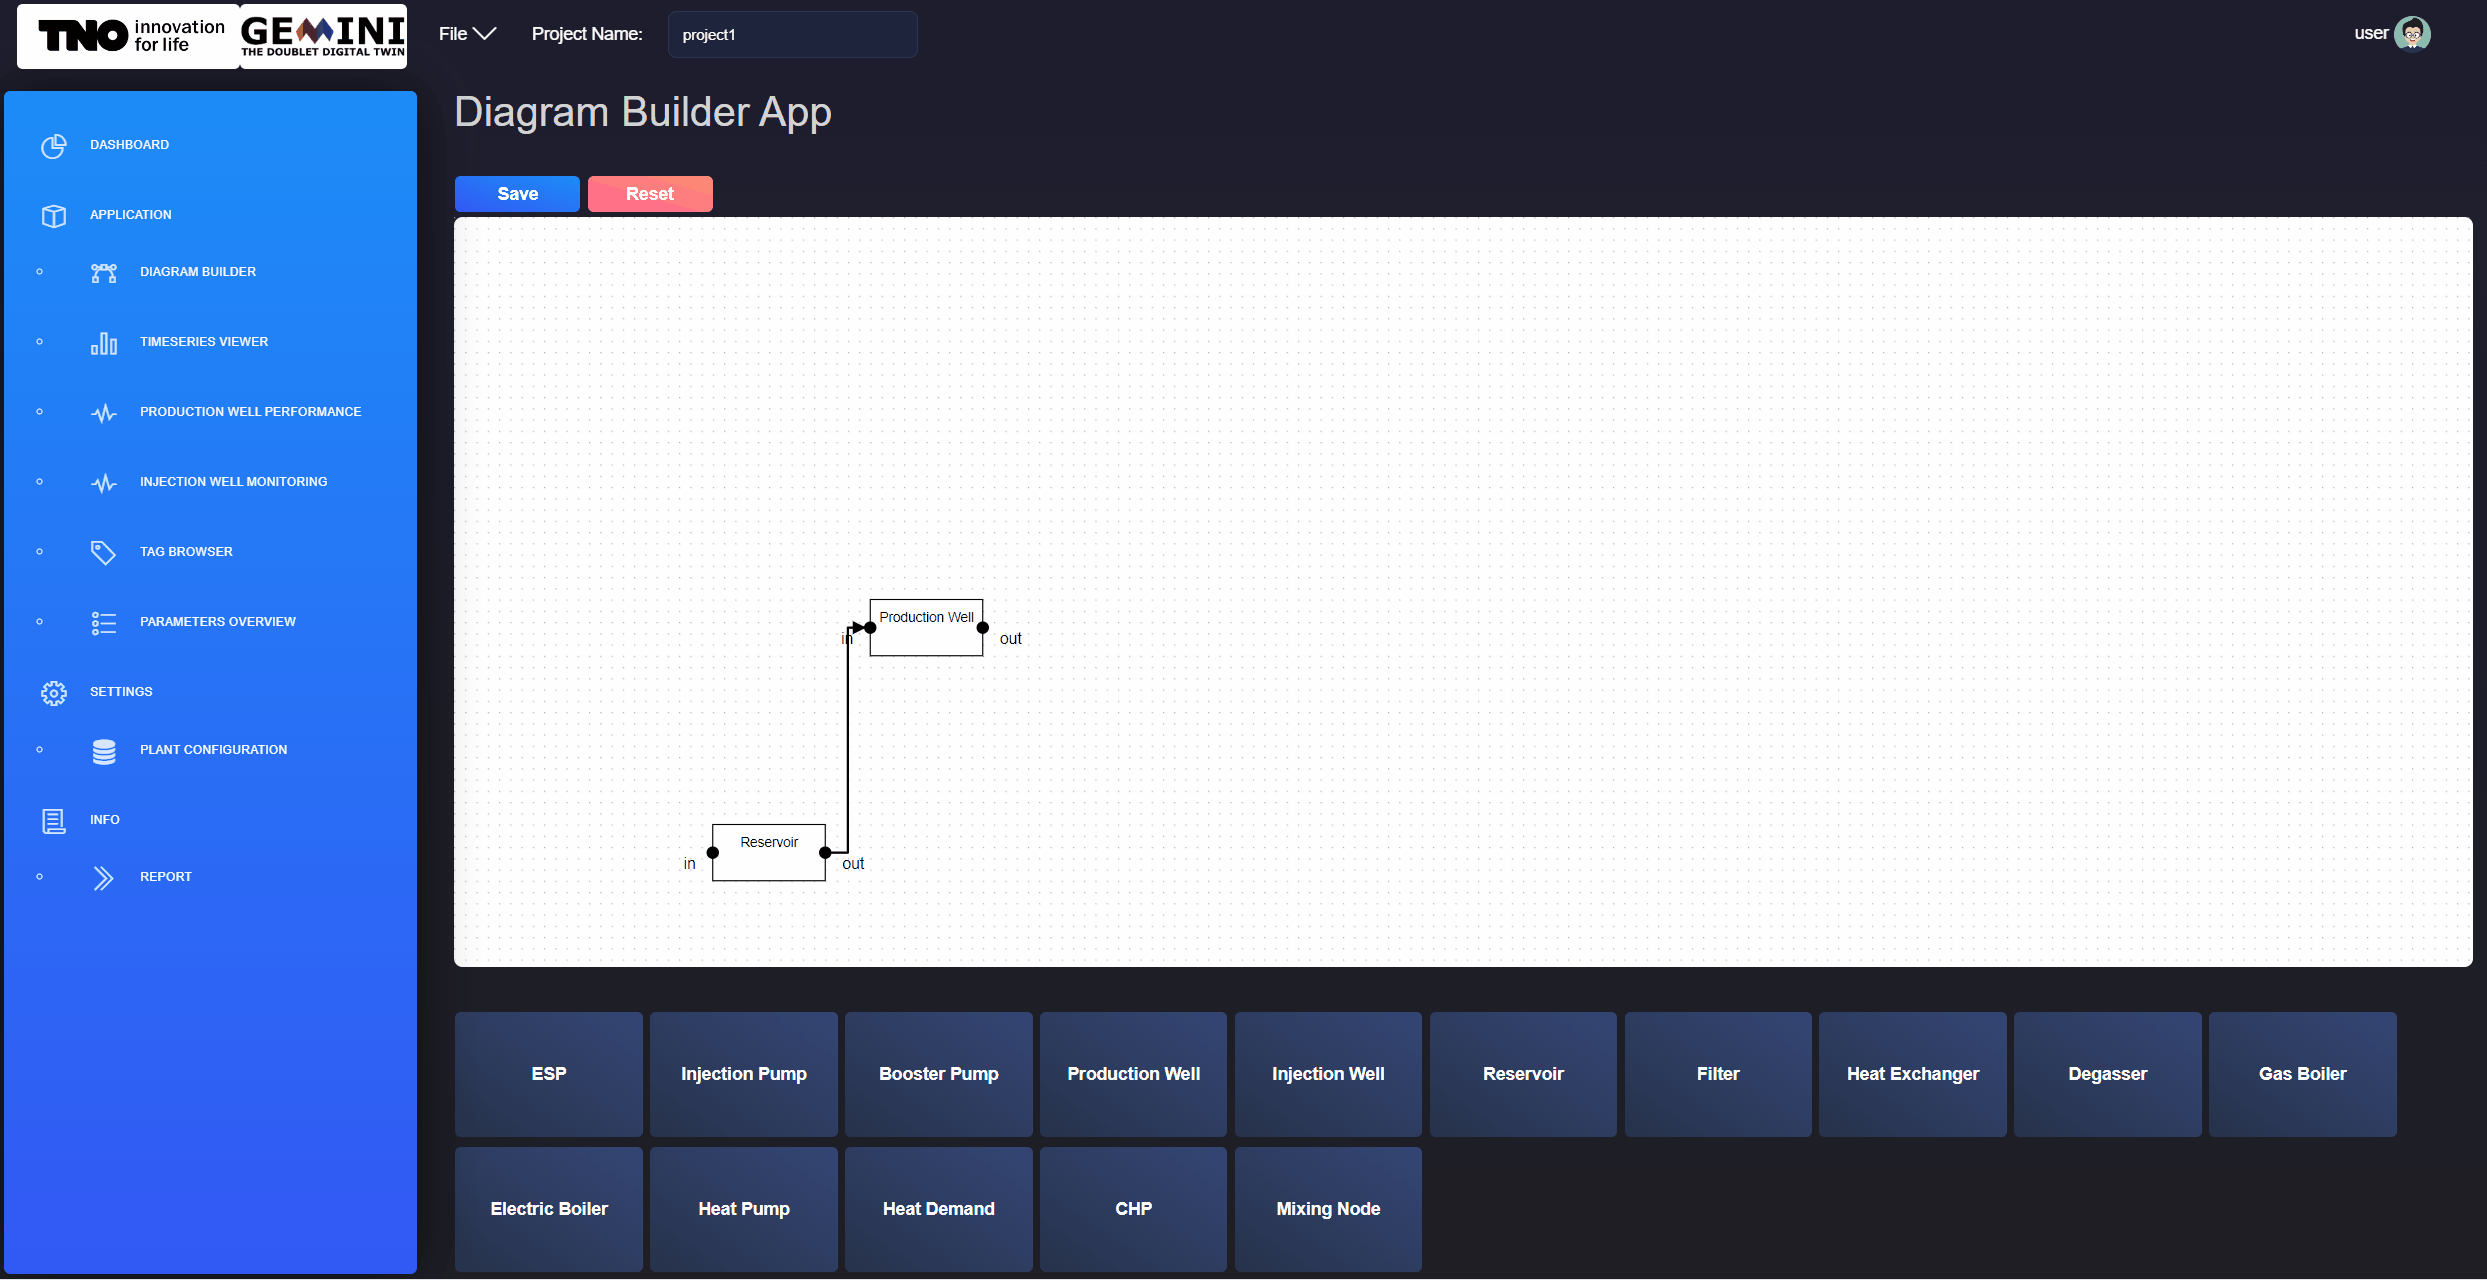 TNO innovation for life
GEMINI
THE DOUBLET DIGITAL TWIN
File
Project Name:
project1
user
DASHBOARD
APPLICATION
DIAGRAM BUILDER
TIMESERIES VIEWER
PRODUCTION WELL PERFORMANCE
INJECTION WELL MONITORING
TAG BROWSER
PARAMETERS OVERVIEW
SETTINGS
PLANT CONFIGURATION
INFO
REPORT
Diagram Builder App
Save
Reset
Production Well
in
out
Reservoir
in
out
ESP
Injection Pump
Booster Pump
Production Well
Injection Well
Reservoir
Filter
Heat Exchanger
Degasser
Gas Boiler
Electric Boiler
Heat Pump
Heat Demand
CHP
Mixing Node